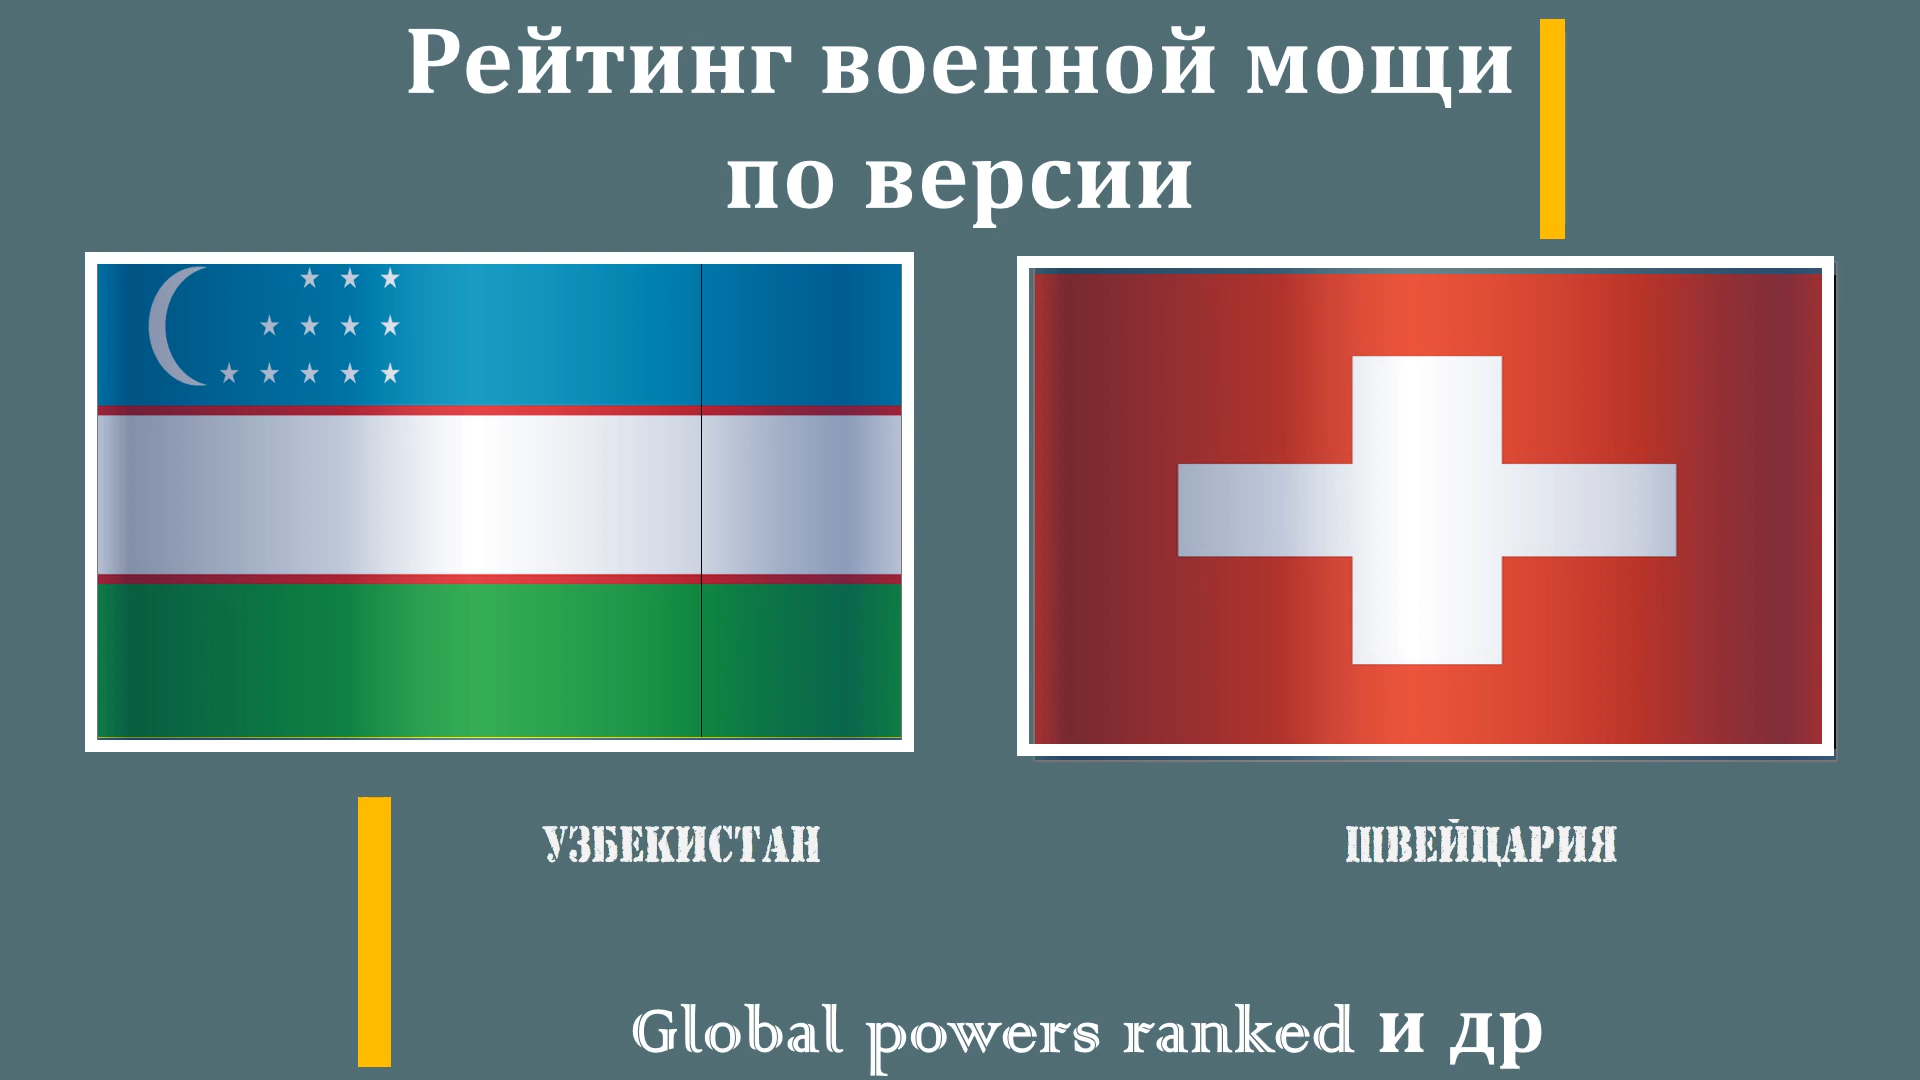 Рейтинг военной мощи
по версии
УЗБЕКИСТАН
ШВЕЙЦАРИЯ
Global powers ranked и др